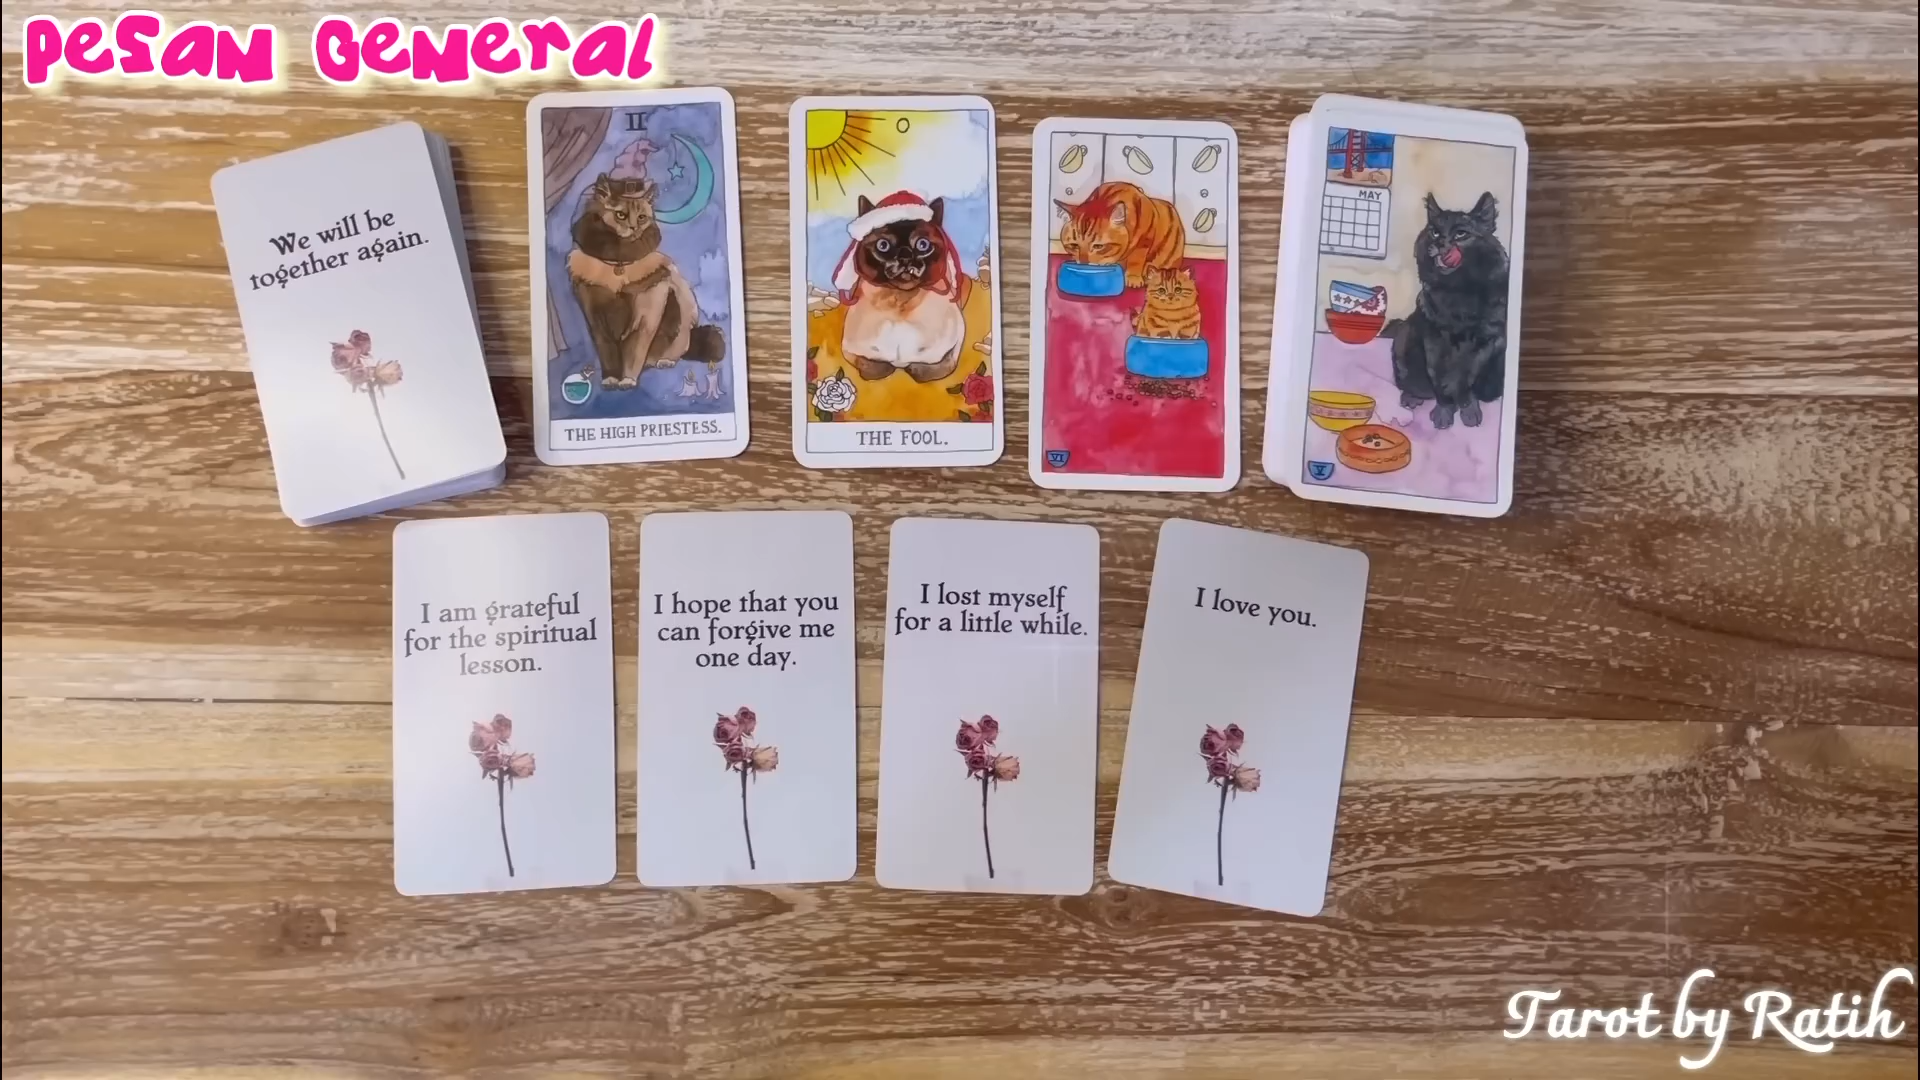 Pesan General
We will be
together again.
II
THE HIGH PRIESTESS.
O
THE FOOL.
VI
MAY
V
I am grateful
for the spiritual
lesson.
I hope that you
can forgive me
one day.
I lost myself
for a little while.
I love you.
Tarot by Ratih